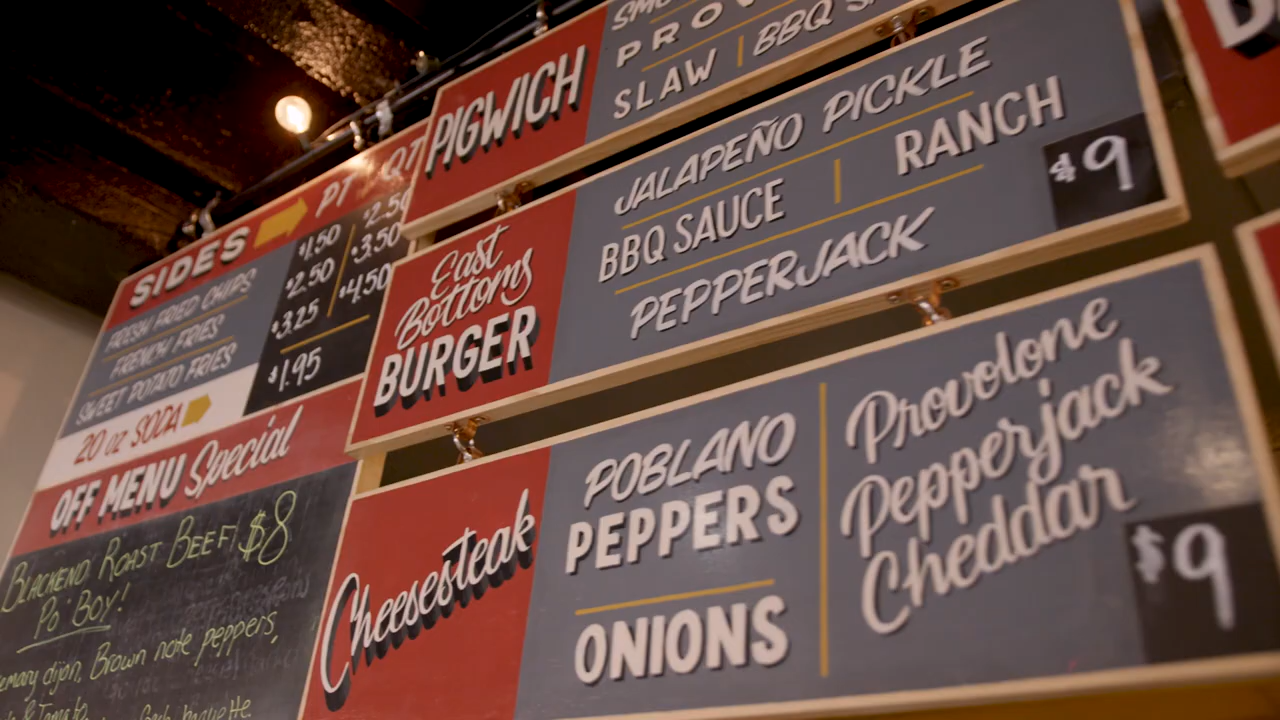 SIDES PT QT
FRESH FRIED CHIPS $1.50 $2.50
FRENCH FRIES $2.50 $3.50
SWEET POTATO FRIES $3.25 $4.50
20 oz SODA $1.95
OFF MENU Special
BLACKEND ROAST BEEF $8
PO' BOY!
dijon, Brown note peppers,
PIGWICH
SLAW BBQ
East
Bottoms
BURGER
JALAPEÑO PICKLE
BBQ SAUCE RANCH
PEPPERJACK
$9
Cheesesteak
POBLANO
PEPPERS
ONIONS
Provolone
Pepperjack
Cheddar
$9